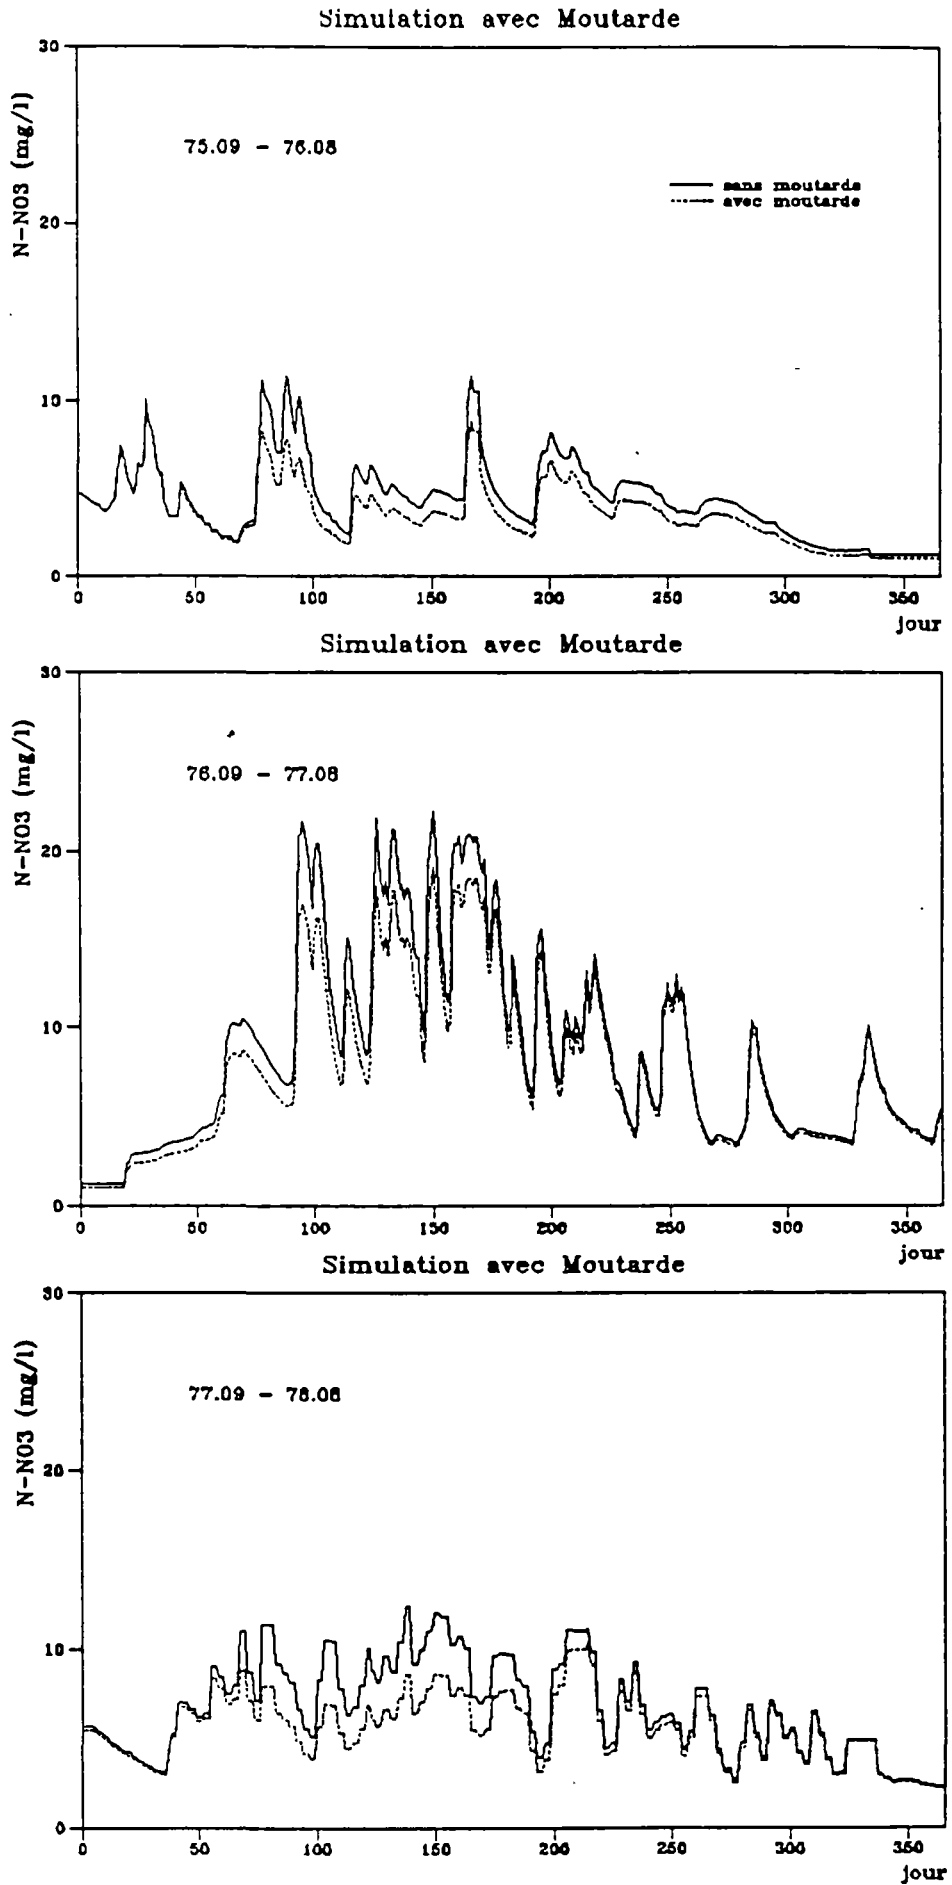 Simulation avec Moutarde
30
20
10
0
N-NO3 (mg/l)
75.09 - 76.08
sans moutarde
avec moutarde
0 50 100 150 200 250 300 350
jour
Simulation avec Moutarde
30
20
10
0
N-NO3 (mg/l)
76.09 - 77.08
0 50 100 150 200 250 300 350
jour
Simulation avec Moutarde
30
20
10
0
N-NO3 (mg/l)
77.09 - 78.08
0 50 100 150 200 250 300 350
jour